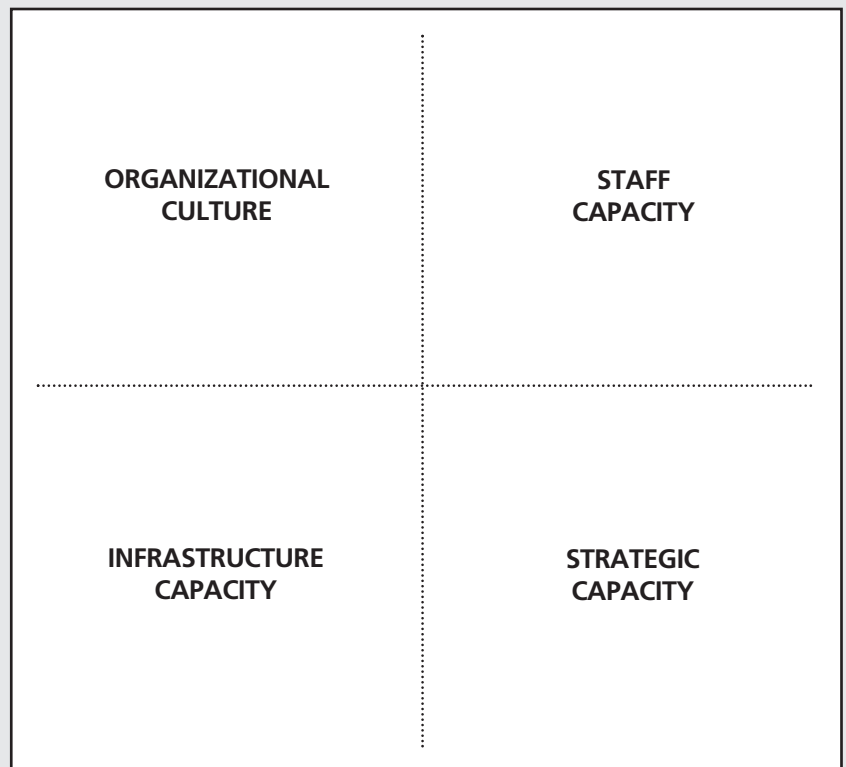 ORGANIZATIONAL
CULTURE
STAFF
CAPACITY
INFRASTRUCTURE
CAPACITY
STRATEGIC
CAPACITY